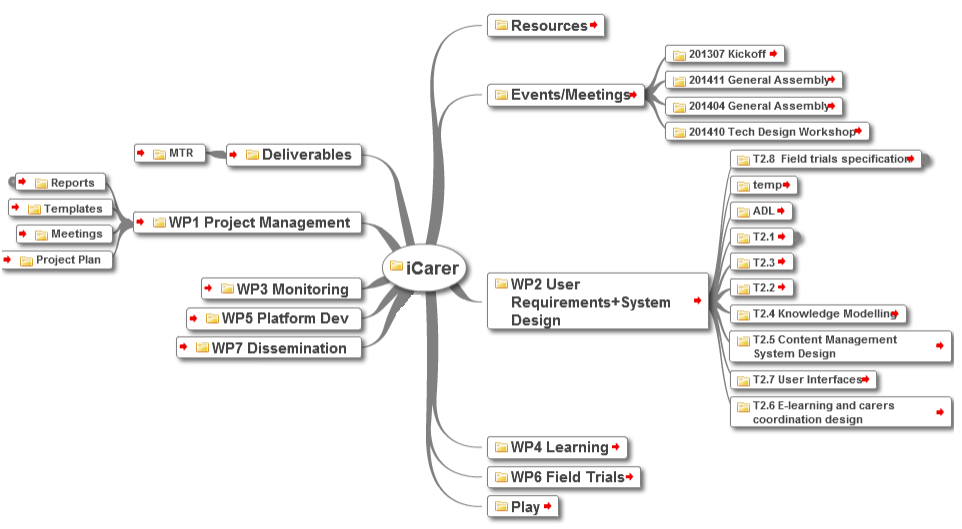 Resources
Events/Meetings
201307 Kickoff
201411 General Assembly
201404 General Assembly
201410 Tech Design Workshop
MTR
Deliverables
Reports
Templates
Meetings
Project Plan
WP1 Project Management
iCarer
WP3 Monitoring
WP5 Platform Dev
WP7 Dissemination
WP2 User
Requirements+System
Design
T2.8 Field trials specification
temp
ADL
T2.1
T2.3
T2.2
T2.4 Knowledge Modelling
T2.5 Content Management
System Design
T2.7 User Interfaces
T2.6 E-learning and carers
coordination design
WP4 Learning
WP6 Field Trials
Play